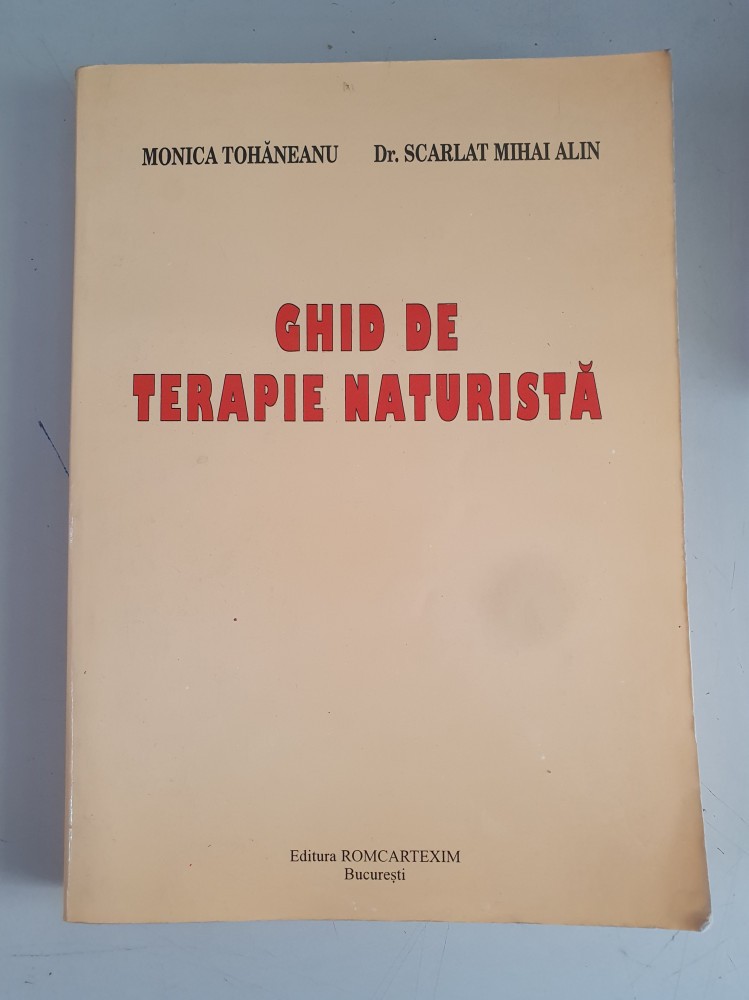 MONICA TOHĂNEANU Dr. SCARLAT MIHAI ALIN
GHID DE
TERAPIE NATURISTĂ
Editura ROMCARTEXIM
București